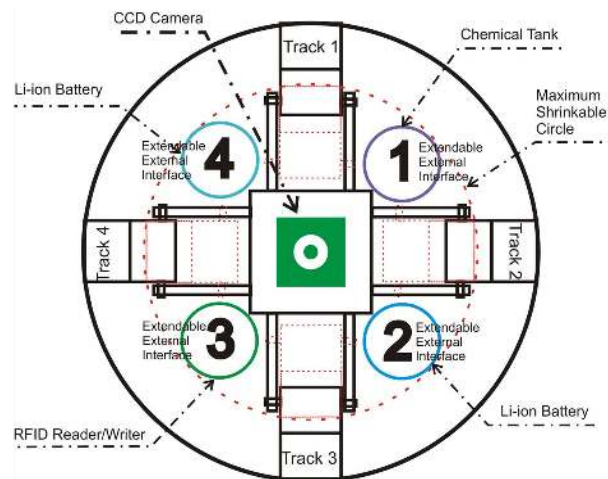 CCD Camera
Track 1
Chemical Tank
Li-ion Battery
Maximum
Shrinkable
Circle
Extendable
External
Interface
4
Extendable
External
Interface
1
Track 4
Track 2
Extendable
External
Interface
3
Extendable
External
Interface
2
RFID Reader/Writer
Track 3
Li-ion Battery